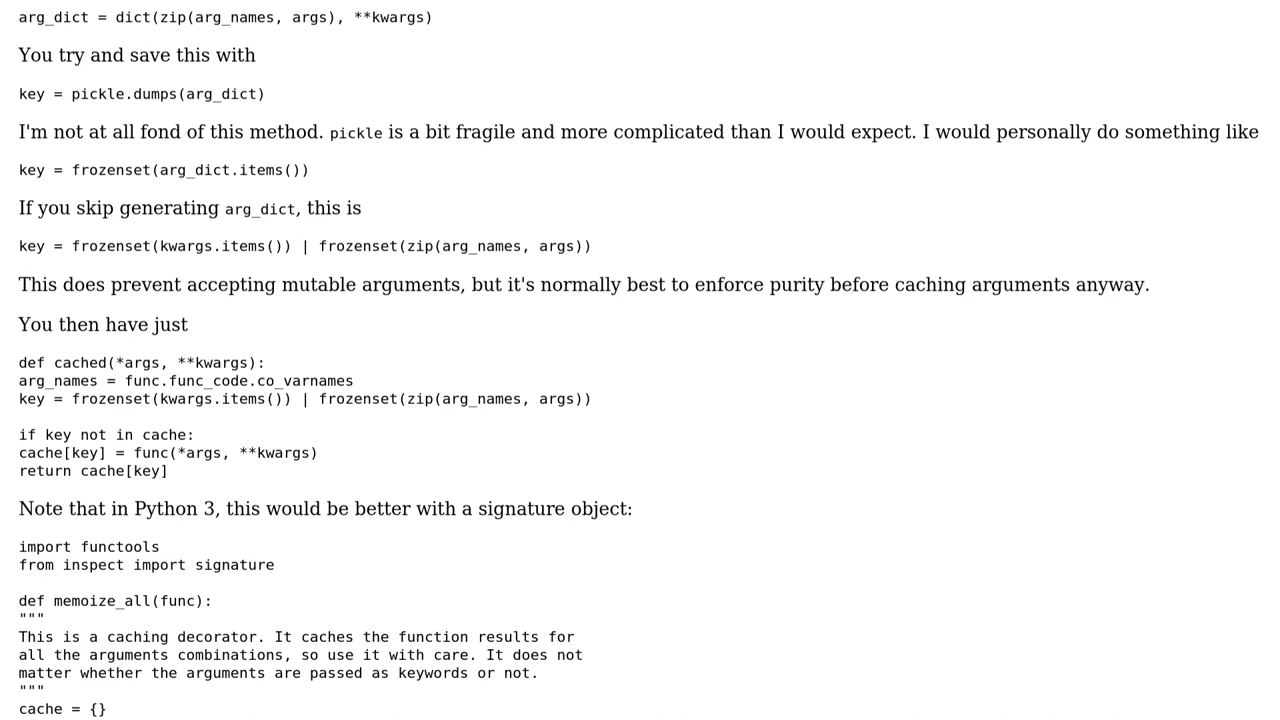 arg_dict = dict(zip(arg_names, args), **kwargs)
You try and save this with
key = pickle.dumps(arg_dict)
I'm not at all fond of this method. pickle is a bit fragile and more complicated than I would expect. I would personally do something like
key = frozenset(arg_dict.items())
If you skip generating arg_dict, this is
key = frozenset(kwargs.items()) | frozenset(zip(arg_names, args))
This does prevent accepting mutable arguments, but it's normally best to enforce purity before caching arguments anyway.
You then have just
def cached(*args, **kwargs):
arg_names = func.func_code.co_varnames
key = frozenset(kwargs.items()) | frozenset(zip(arg_names, args))
if key not in cache:
cache[key] = func(*args, **kwargs)
return cache[key]
Note that in Python 3, this would be better with a signature object:
import functools
from inspect import signature
def memoize_all(func):
"""
This is a caching decorator. It caches the function results for
all the arguments combinations, so use it with care. It does not
matter whether the arguments are passed as keywords or not.
"""
cache = {}